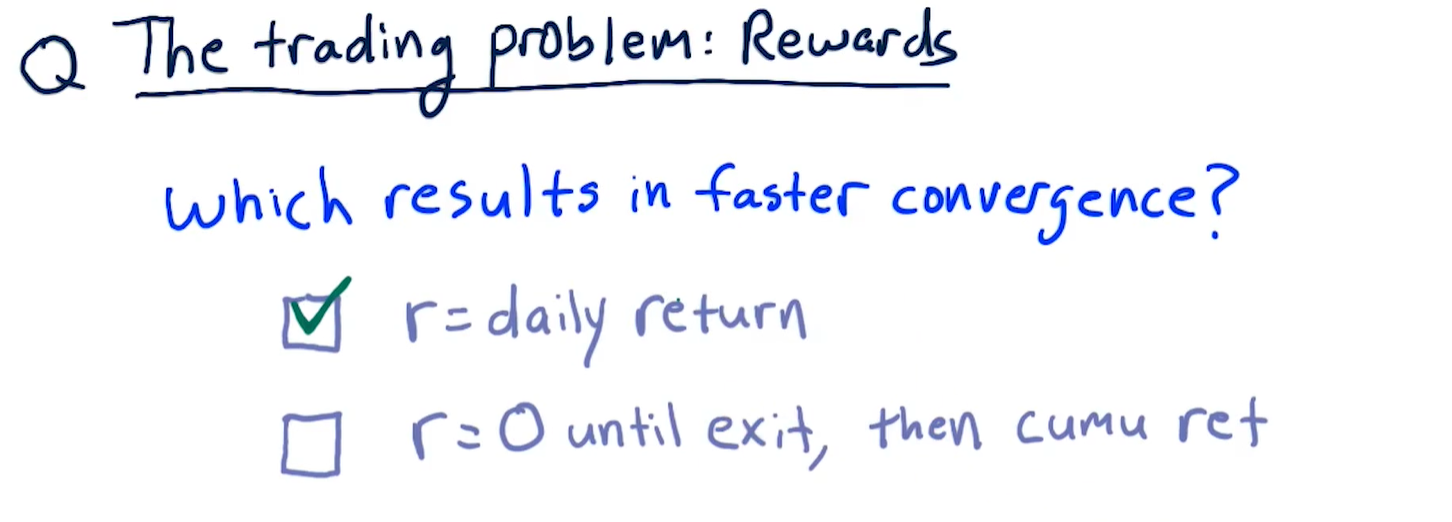 Q The trading problem: Rewards
Which results in faster convergence?
r = daily return
r = 0 until exit, then cumu ret